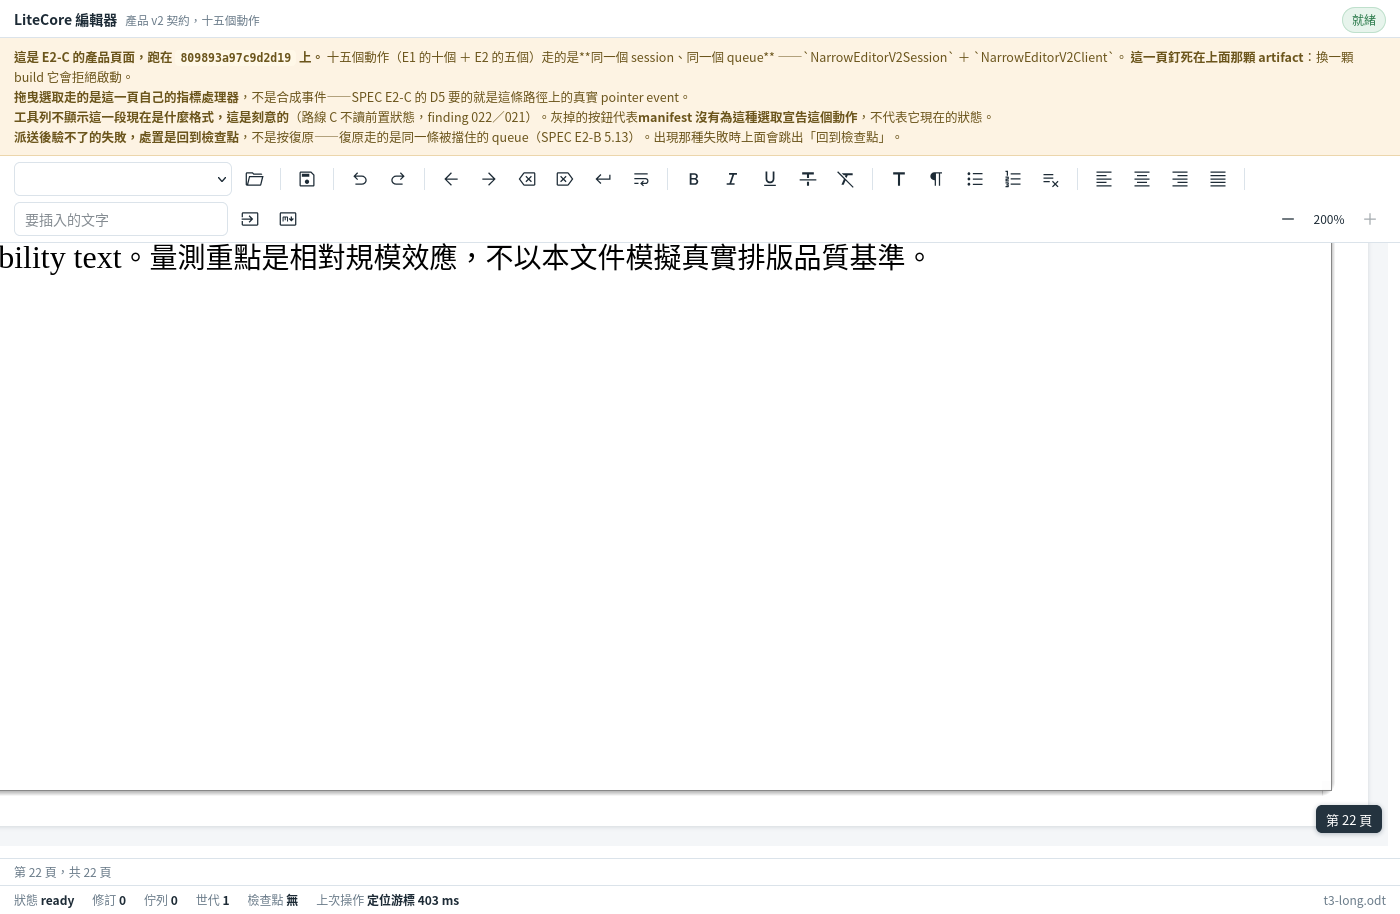 LiteCore 編輯器 產品 v2 契約，十五個動作
就緒
這是 E2-C 的產品頁面，跑在 809893a97c9d2d19 上。 十五個動作（E1 的十個 ＋ E2 的五個）走的是**同一個 session、同一個 queue** ——`NarrowEditorV2Session` ＋ `NarrowEditorV2Client`。 這一頁釘死在上面那顆 artifact：換一顆
build 它會拒絕啟動。
拖曳選取走的是這一頁自己的指標處理器，不是合成事件——SPEC E2-C 的 D5 要的就是這條路徑上的真實 pointer event。
工具列不顯示這一段現在是什麼格式，這是刻意的（路線 C 不讀前置狀態，finding 022／021）。灰掉的按鈕代表manifest 沒有為這種選取宣告這個動作，不代表它現在的狀態。
派送後驗不了的失敗，處置是回到檢查點，不是按復原——復原走的是同一條被擋住的 queue（SPEC E2-B 5.13）。出現那種失敗時上面會跳出「回到檢查點」。
要插入的文字
200%
bility text。量測重點是相對規模效應，不以本文件模擬真實排版品質基準。
第 22 頁
第 22 頁，共 22 頁
狀態 ready 修訂 0 佇列 0 世代 1 檢查點 無 上次操作 定位游標 403 ms
t3-long.odt